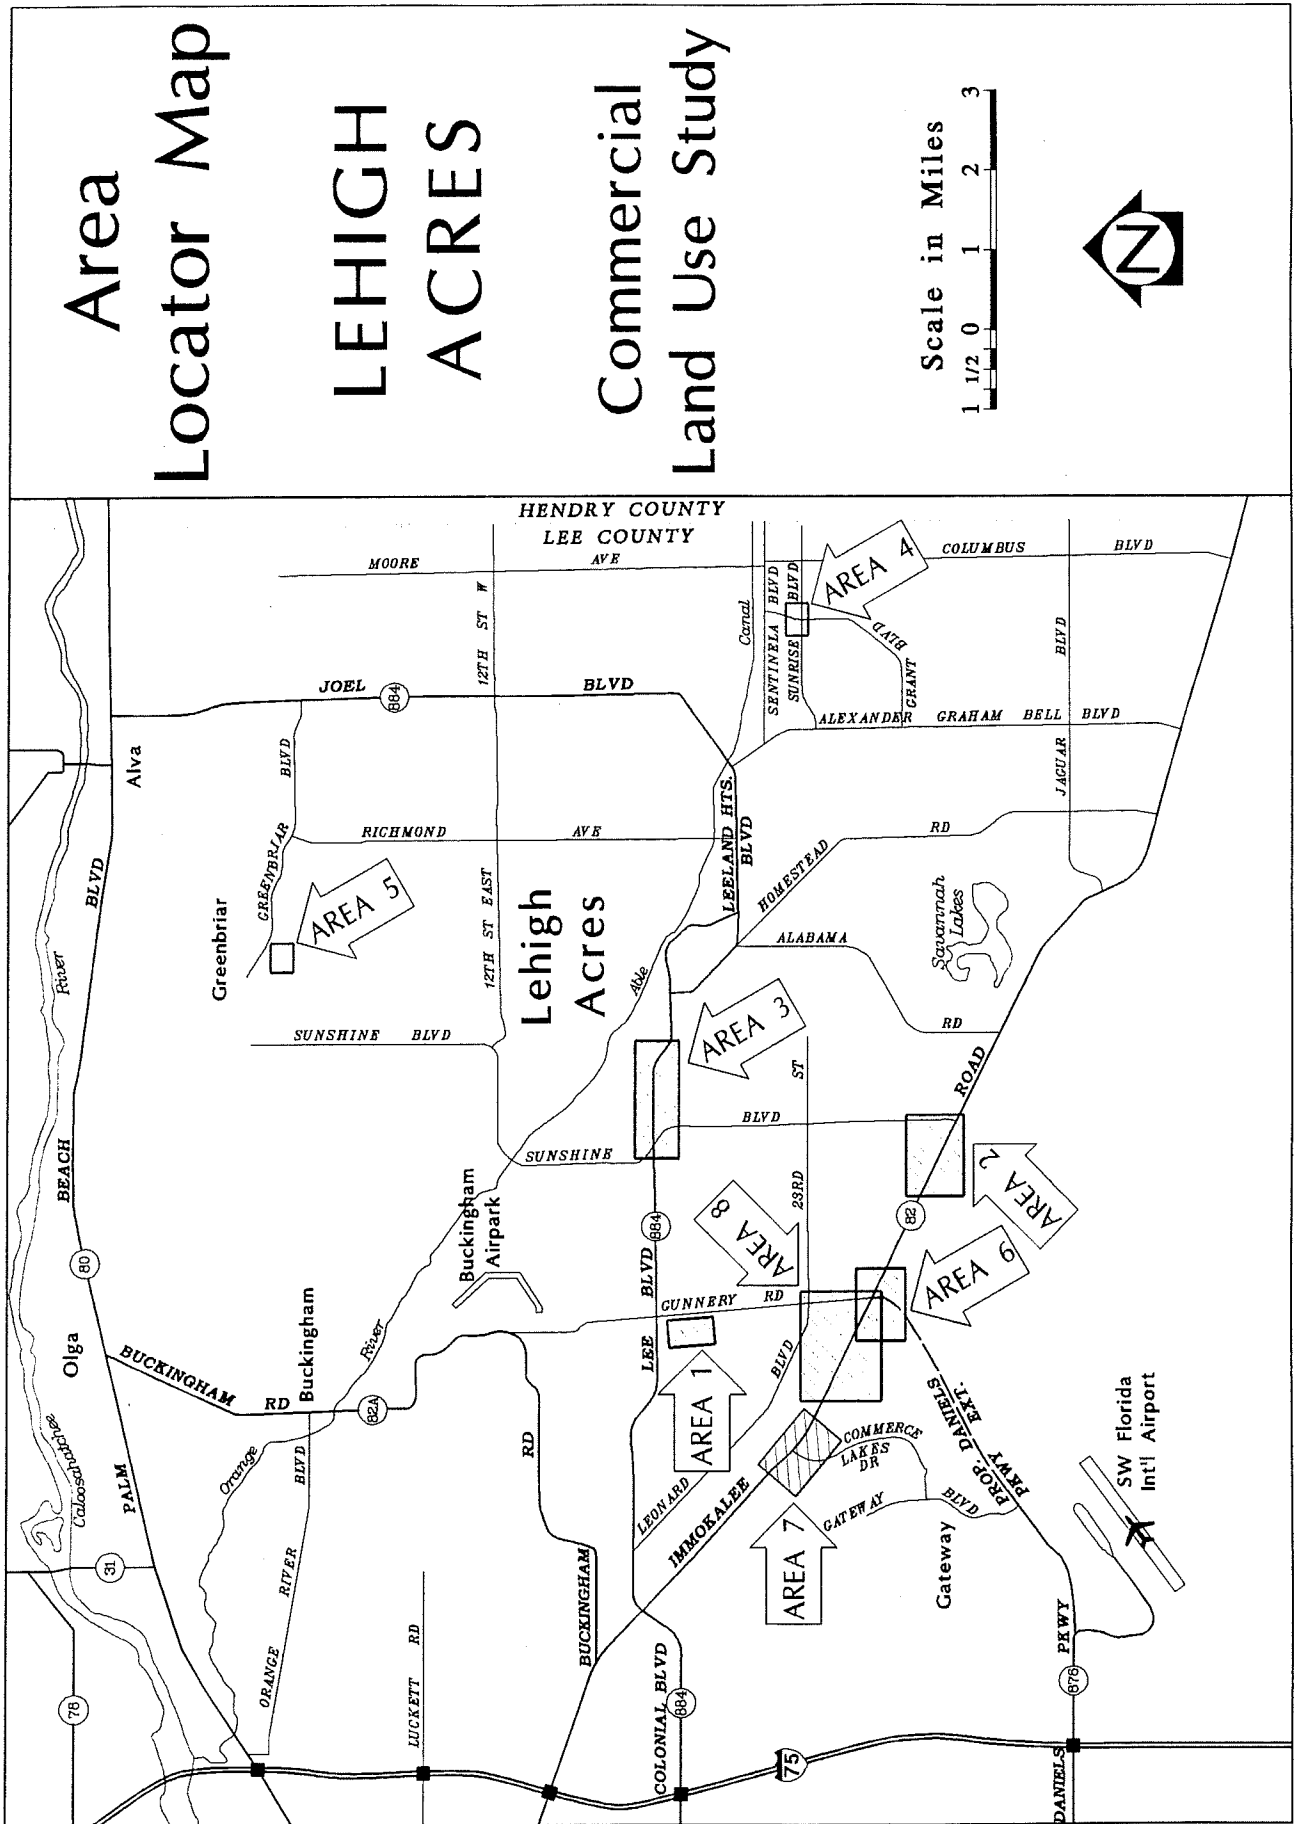 Area
Locator Map
LEHIGH
ACRES
Commercial
Land Use Study
Scale in Miles
1 1/2 0 1 2 3
N
HENDRY COUNTY
LEE COUNTY
MOORE AVE
COLUMBUS BLVD
12TH ST W
Canal
SENTINELA BLVD
SUNRISE BLVD
AREA 4
GRANT BLVD
JOEL BLVD
884
ALEXANDER GRAHAM BELL BLVD
JAGUAR BLVD
Alva
GREENBRIAR BLVD
RICHMOND AVE
LEELAND HTS.
BLVD
HOMESTEAD RD
AREA 5
Greenbriar
12TH ST EAST
Lehigh
Acres
Able
ALABAMA RD
Savannah
Lakes
River
SUNSHINE BLVD
AREA 3
23RD ST
IMMOKALEE ROAD
SUNSHINE BLVD
PALM BEACH BLVD
80
Buckingham
Airpark
884
LEE BLVD
AREA 8
82
AREA 2
AREA 6
GUNNERY RD
AREA 1
Olga
BUCKINGHAM RD
Buckingham
River
82A
Orange
Caloosahatchee
LEONARD BLVD
COMMERCE
LAKES
DR
PROP. DANIELS
PKWY EXT.
SW Florida
Int'l Airport
AREA 7
GATEWAY BLVD
Gateway
31
ORANGE RIVER BLVD
BUCKINGHAM RD
LUCKETT RD
78
COLONIAL BLVD
884
75
DANIELS PKWY
876